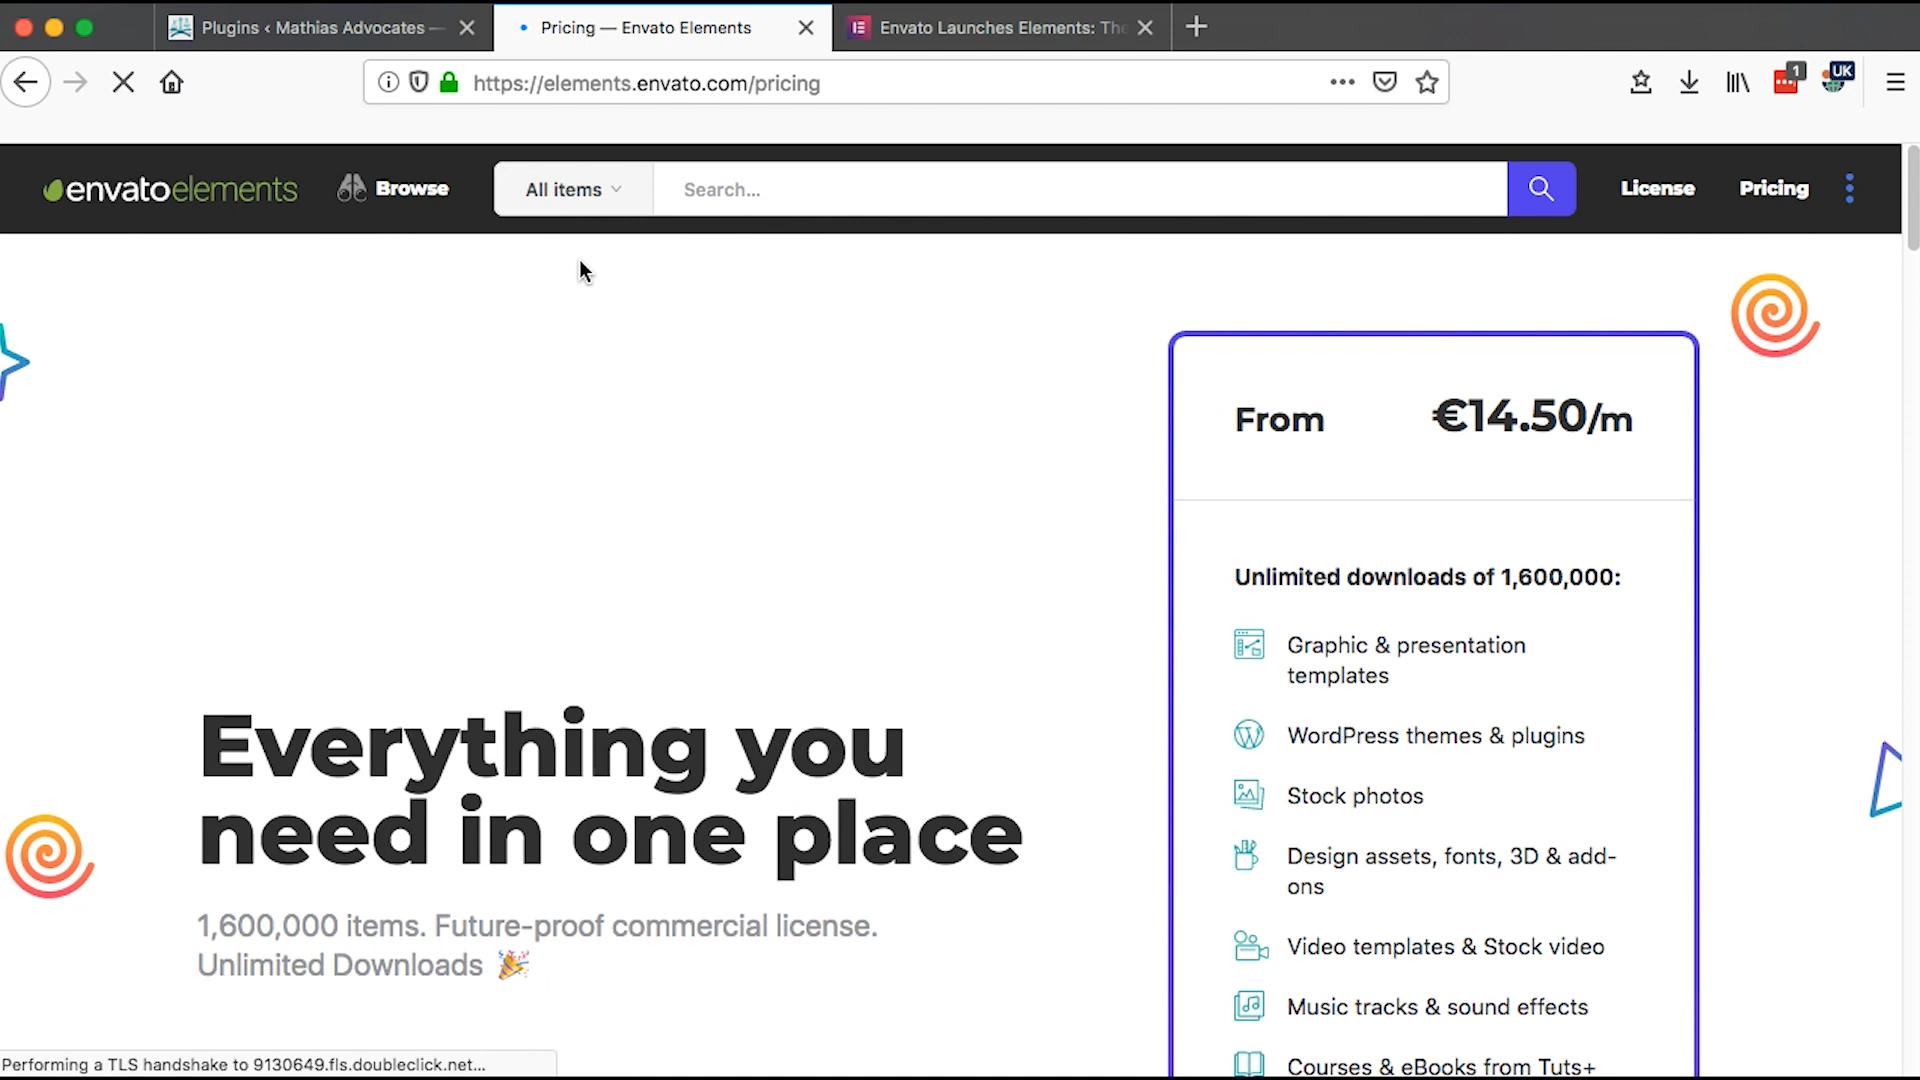 Plugins ‹ Mathias Advocates —
Pricing — Envato Elements
Envato Launches Elements: The
https://elements.envato.com/pricing
1
UK
envatoelements
Browse
All items
Search...
License
Pricing
From
€14.50/m
Unlimited downloads of 1,600,000:
Graphic & presentation
templates
WordPress themes & plugins
Stock photos
Design assets, fonts, 3D & add-
ons
Video templates & Stock video
Music tracks & sound effects
Courses & eBooks from Tuts+
Everything you
need in one place
1,600,000 items. Future-proof commercial license.
Unlimited Downloads 🎉
Performing a TLS handshake to 9130649.fls.doubleclick.net...